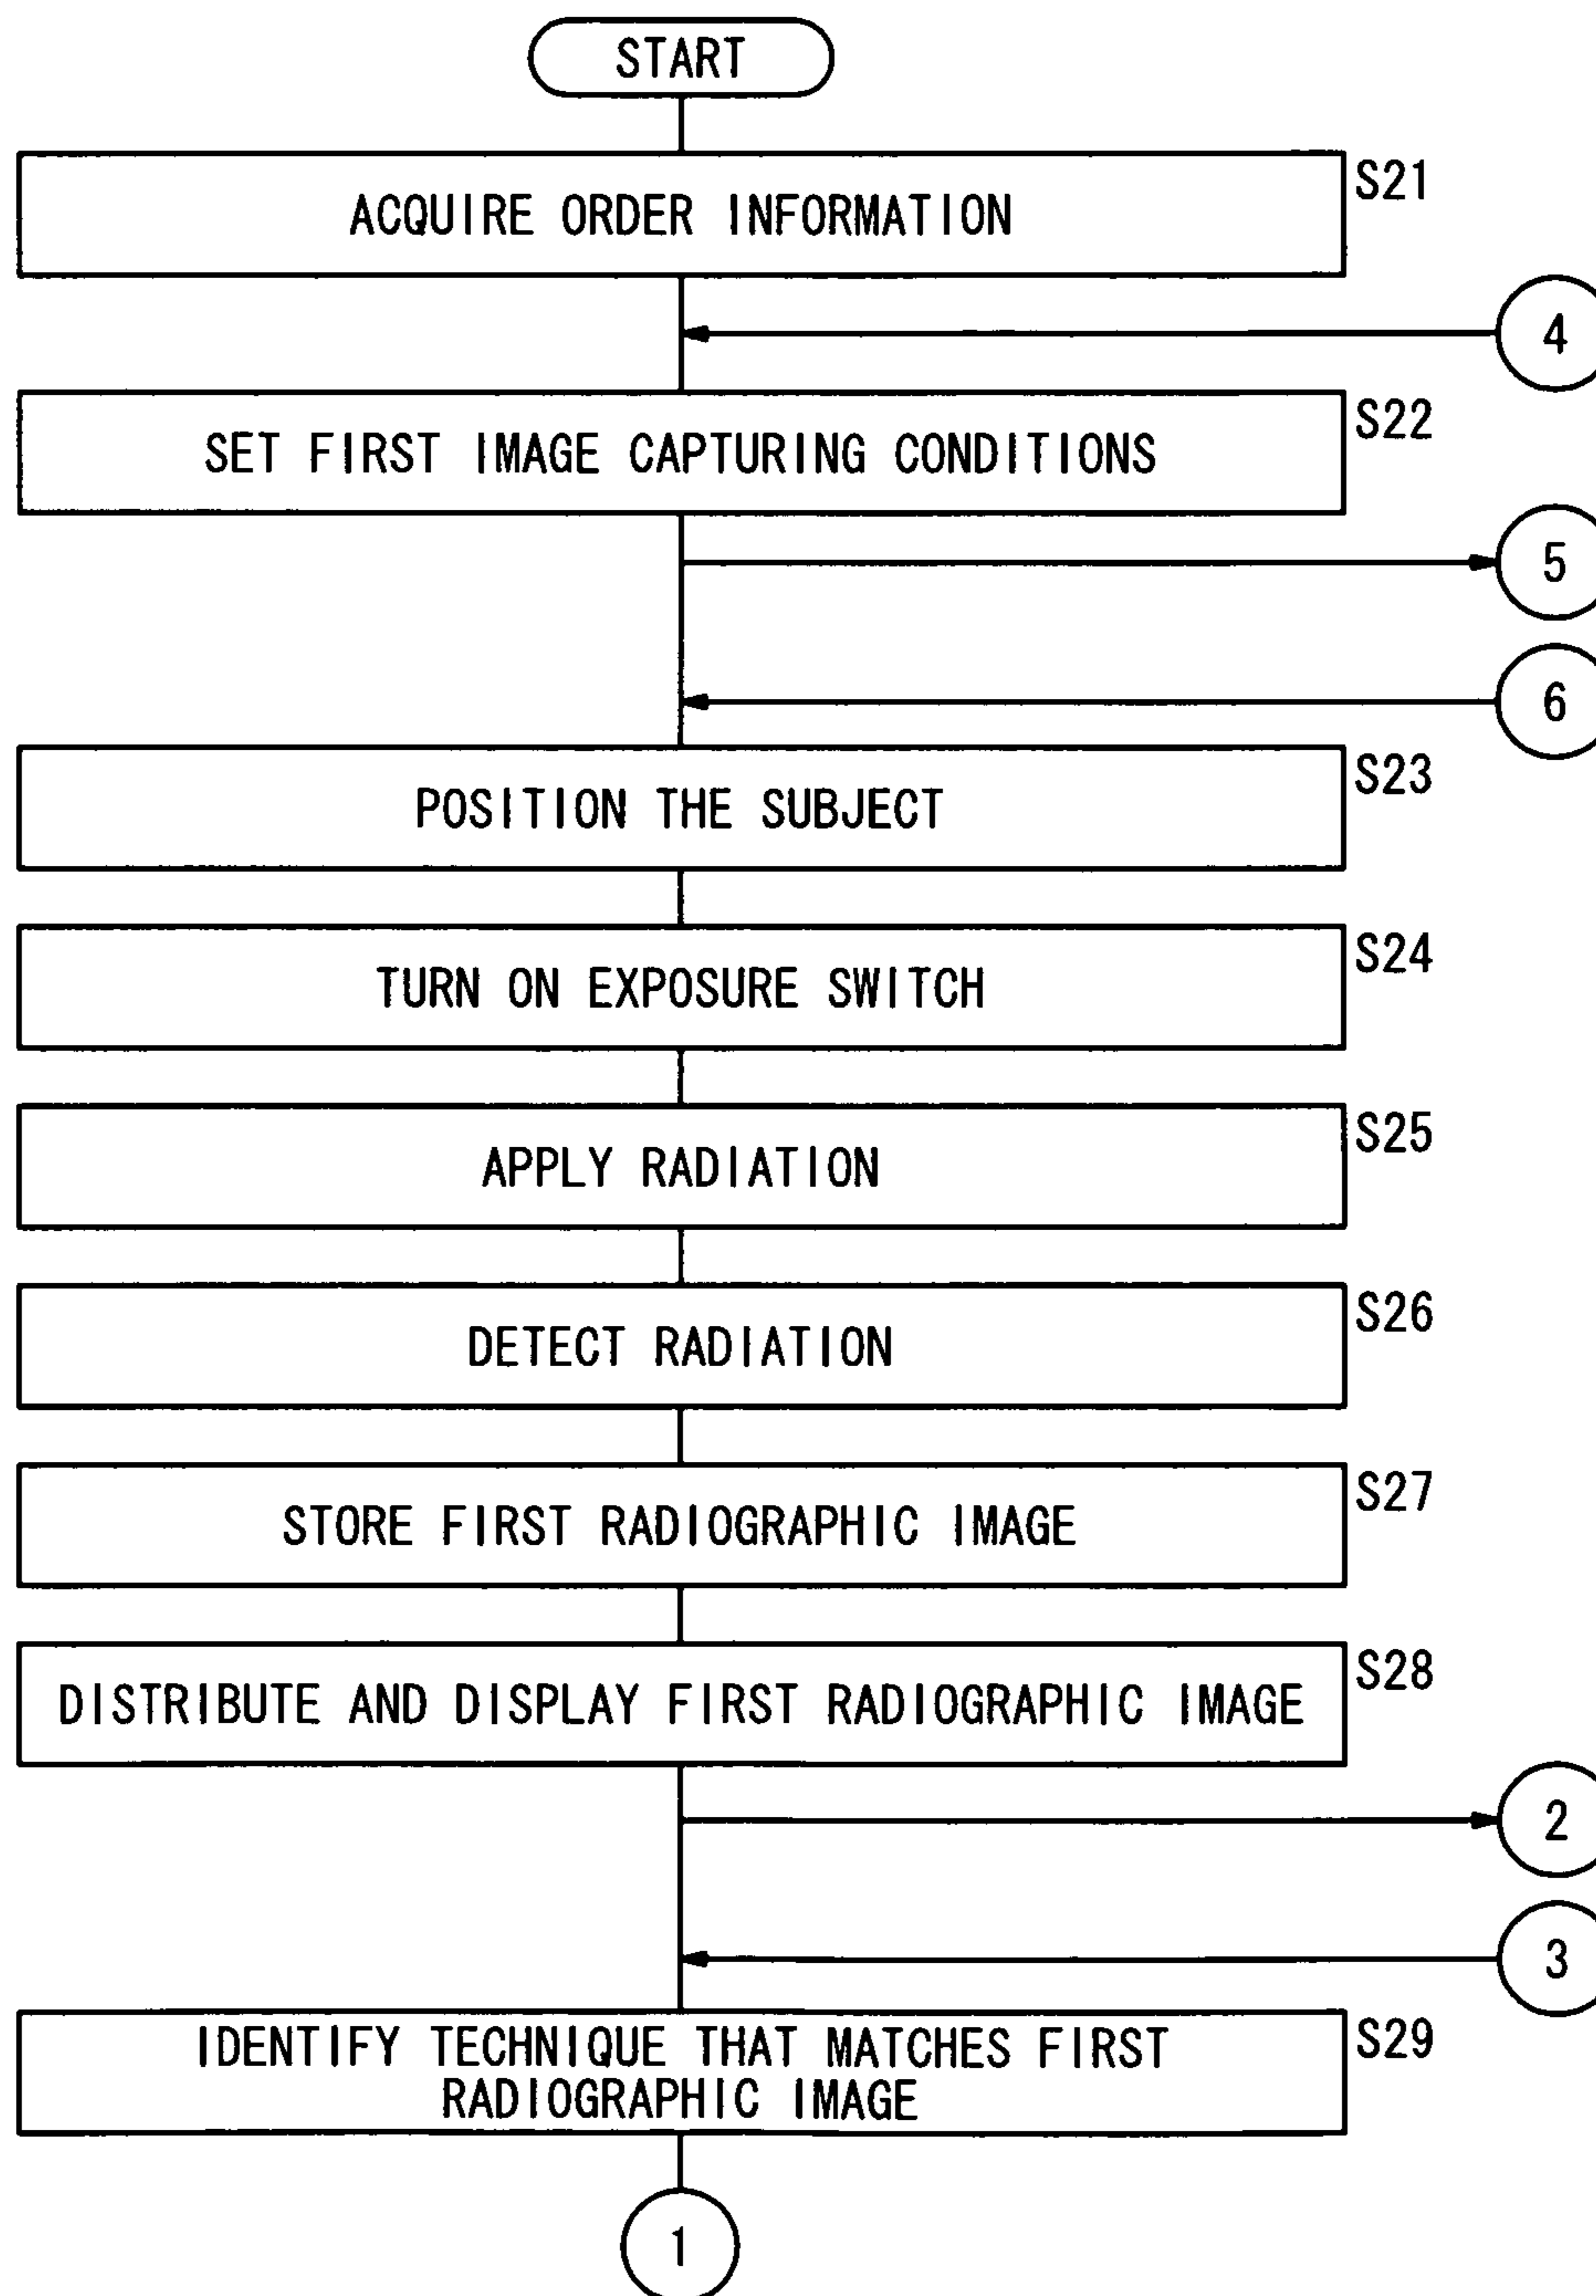 START
ACQUIRE ORDER INFORMATION
S21
4
SET FIRST IMAGE CAPTURING CONDITIONS
S22
5
6
POSITION THE SUBJECT
S23
TURN ON EXPOSURE SWITCH
S24
APPLY RADIATION
S25
DETECT RADIATION
S26
STORE FIRST RADIOGRAPHIC IMAGE
S27
DISTRIBUTE AND DISPLAY FIRST RADIOGRAPHIC IMAGE
S28
2
3
IDENTIFY TECHNIQUE THAT MATCHES FIRST
RADIOGRAPHIC IMAGE
S29
1